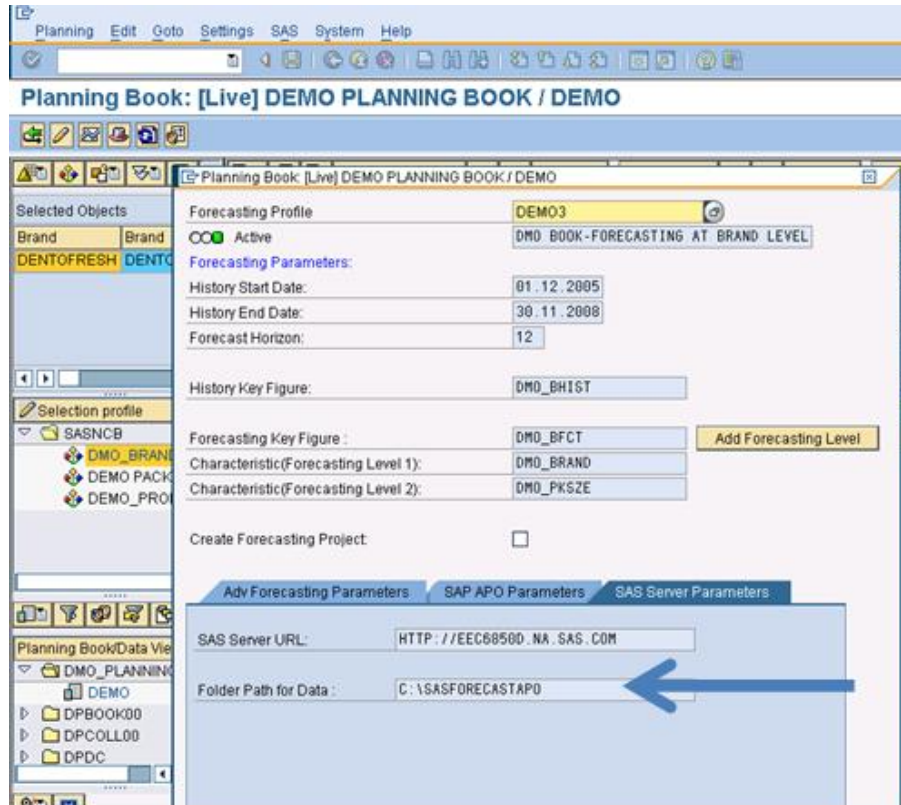 Planning Edit Goto Settings SAS System Help
Planning Book: [Live] DEMO PLANNING BOOK / DEMO
Planning Book: [Live] DEMO PLANNING BOOK / DEMO
Selected Objects
Brand Brand
DENTOFRESH DENTO
Forecasting Profile DEMO3
Active DMO BOOK-FORECASTING AT BRAND LEVEL
Forecasting Parameters:
History Start Date: 01.12.2005
History End Date: 30.11.2008
Forecast Horizon: 12
History Key Figure: DMO_BHIST
Selection profile
SASNCB
DMO_BRAND
DEMO PACK
DEMO_PRO
Forecasting Key Figure : DMO_BFCT Add Forecasting Level
Characteristic(Forecasting Level 1): DMO_BRAND
Characteristic(Forecasting Level 2): DMO_PKSZE
Create Forecasting Project:
Adv Forecasting Parameters SAP APO Parameters SAS Server Parameters
SAS Server URL: HTTP://EEC6850D.NA.SAS.COM
Folder Path for Data : C:\SASFORECASTAPO
Planning Book/Data Vie
DMO_PLANNING
DEMO
DPBOOK00
DPCOLL00
DPDC